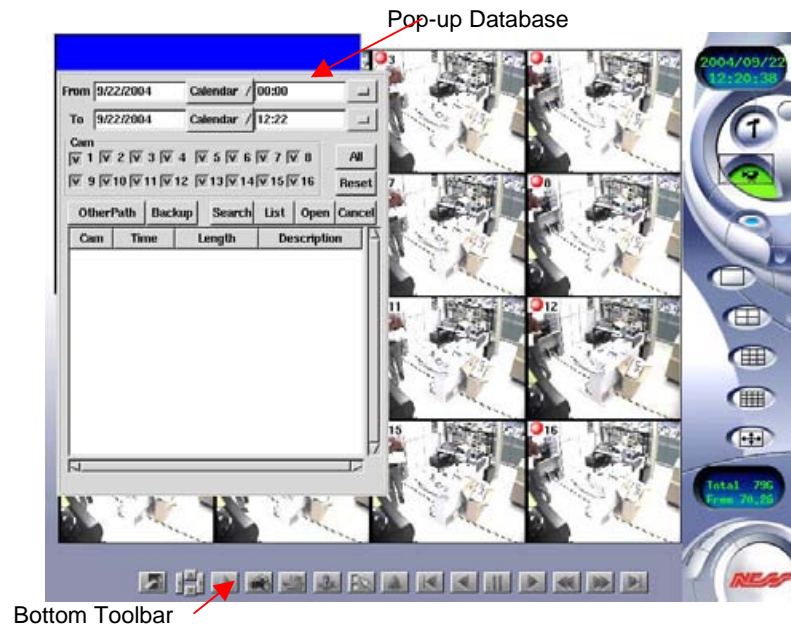 Pop-up Database
2004/09/22
12:20:38
From 9/22/2004 Calendar / 00:00
To 9/22/2004 Calendar / 12:22
Cam
1 2 3 4 5 6 7 8 All
9 10 11 12 13 14 15 16 Reset
OtherPath Backup Search List Open Cancel
Cam Time Length Description
3
4
7
8
11
12
15
16
Total 79G
Free 70,2G
NESS
Bottom Toolbar